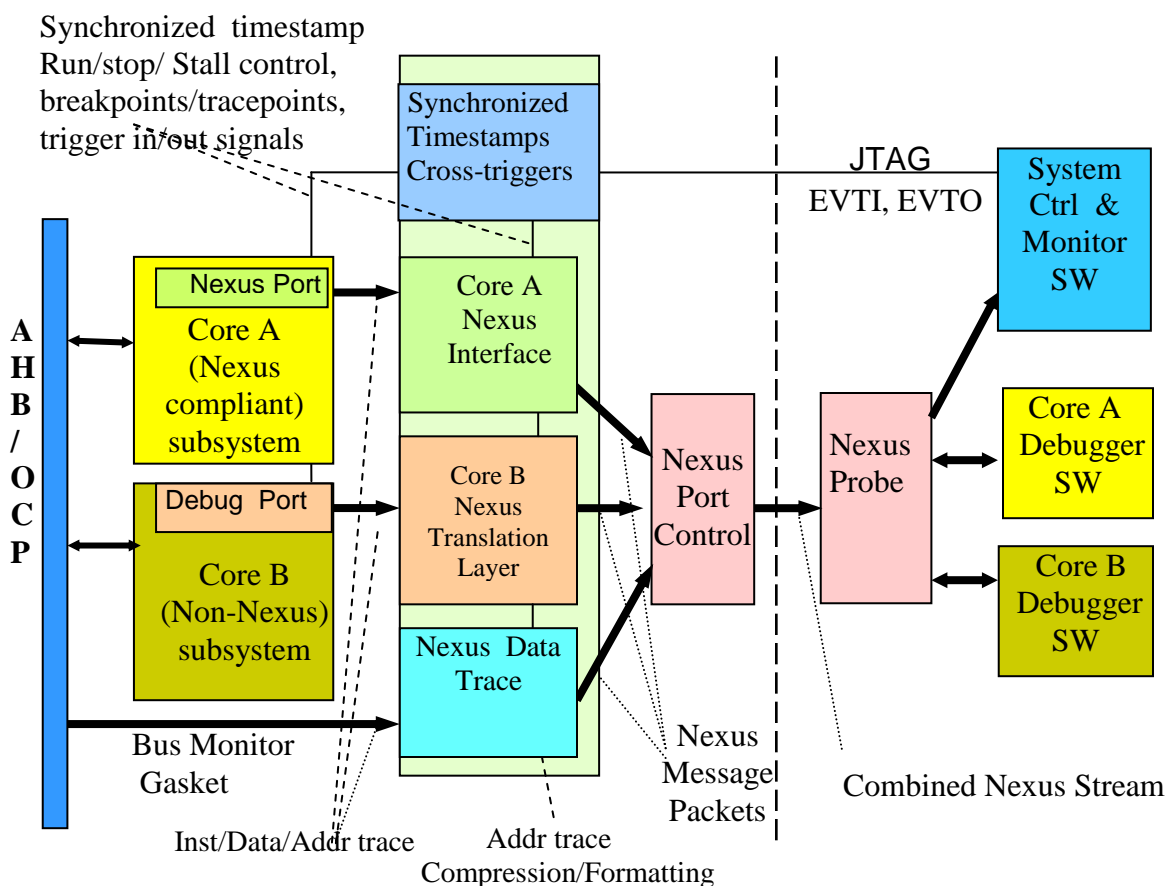 Synchronized timestamp
Run/stop/ Stall control,
breakpoints/tracepoints,
trigger in/out signals
Synchronized
Timestamps
Cross-triggers
JTAG
EVTI, EVTO
System
Ctrl &
Monitor
SW
A
H
B
/
O
C
P
Nexus Port
Core A
(Nexus
compliant)
subsystem
Core A
Nexus
Interface
Debug Port
Core B
(Non-Nexus)
subsystem
Core B
Nexus
Translation
Layer
Nexus Data
Trace
Nexus
Port
Control
Nexus
Probe
Core A
Debugger
SW
Core B
Debugger
SW
Bus Monitor
Gasket
Nexus
Message
Packets
Combined Nexus Stream
Inst/Data/Addr trace
Addr trace
Compression/Formatting